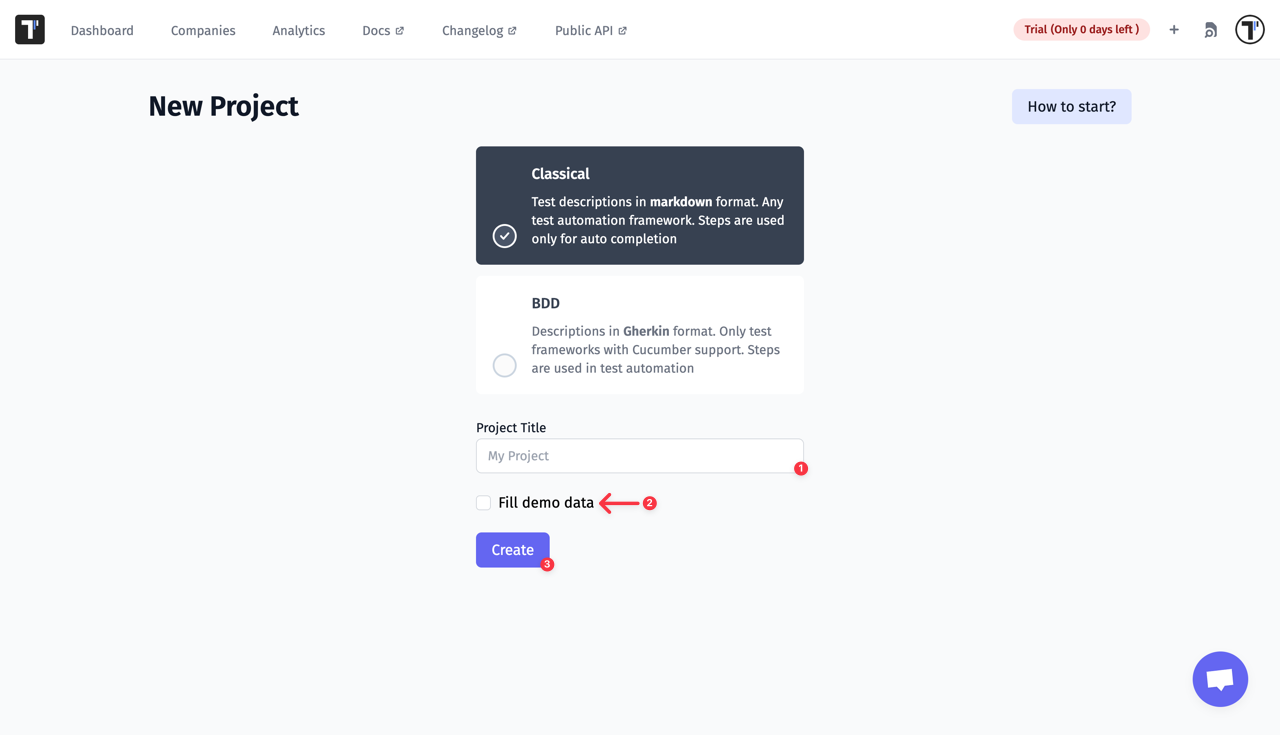 Dashboard
Companies
Analytics
Docs
Changelog
Public API
Trial (Only 0 days left )
New Project
How to start?
Classical
Test descriptions in markdown format. Any
test automation framework. Steps are used
only for auto completion
BDD
Descriptions in Gherkin format. Only test
frameworks with Cucumber support. Steps
are used in test automation
Project Title
My Project
1
Fill demo data
2
Create
3